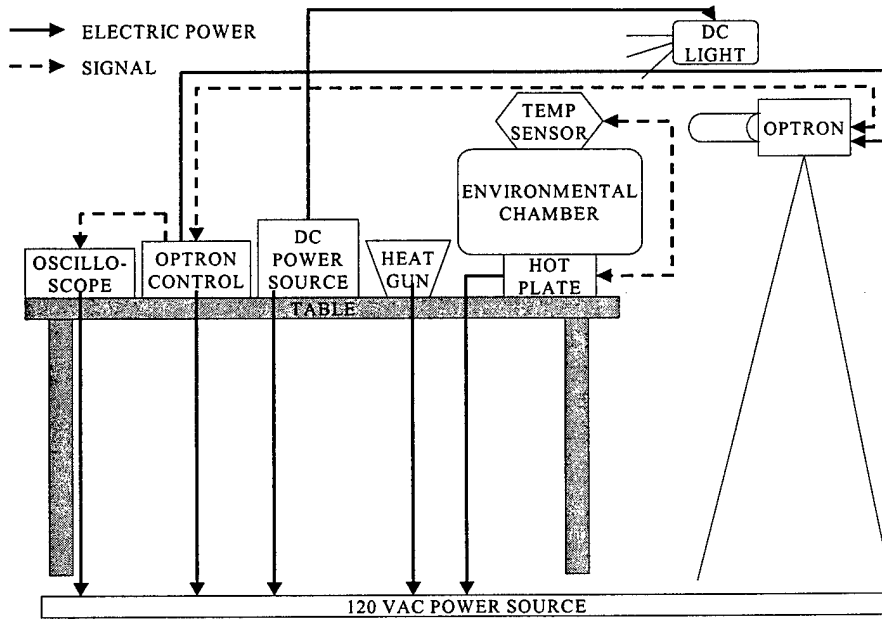 ELECTRIC POWER
SIGNAL
DC
LIGHT
TEMP
SENSOR
OPTRON
ENVIRONMENTAL
CHAMBER
OSCILLO-
SCOPE
OPTRON
CONTROL
DC
POWER
SOURCE
HEAT
GUN
HOT
PLATE
TABLE
120 VAC POWER SOURCE